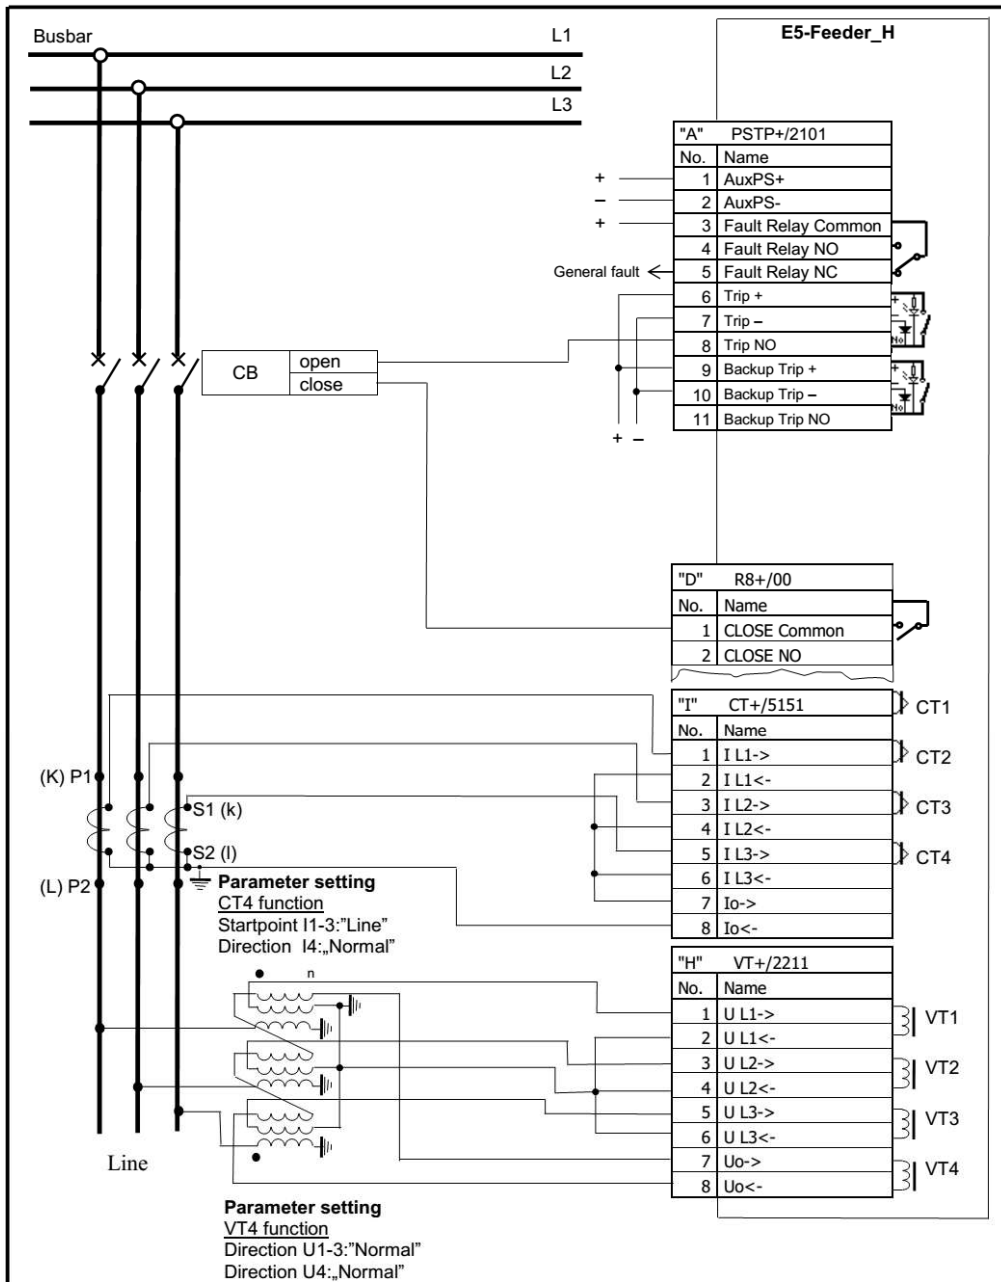 Busbar
L1
L2
L3
E5-Feeder_H
"A" PSTP+/2101
No. Name
+ 1 AuxPS+
– 2 AuxPS-
+ 3 Fault Relay Common
4 Fault Relay NO
General fault 5 Fault Relay NC
6 Trip +
7 Trip –
8 Trip NO
9 Backup Trip +
10 Backup Trip –
11 Backup Trip NO
+ –
+
–
No
+
–
No
CB open
close
"D" R8+/00
No. Name
1 CLOSE Common
2 CLOSE NO
"I" CT+/5151
No. Name
1 I L1->
2 I L1<-
3 I L2->
4 I L2<-
5 I L3->
6 I L3<-
7 Io->
8 Io<-
CT1
CT2
CT3
CT4
(K) P1
S1 (k)
S2 (l)
(L) P2
Parameter setting
CT4 function
Startpoint I1-3:”Line”
Direction I4:„Normal”
n
"H" VT+/2211
No. Name
1 U L1->
2 U L1<-
3 U L2->
4 U L2<-
5 U L3->
6 U L3<-
7 Uo->
8 Uo<-
VT1
VT2
VT3
VT4
Line
Parameter setting
VT4 function
Direction U1-3:”Normal”
Direction U4:„Normal”